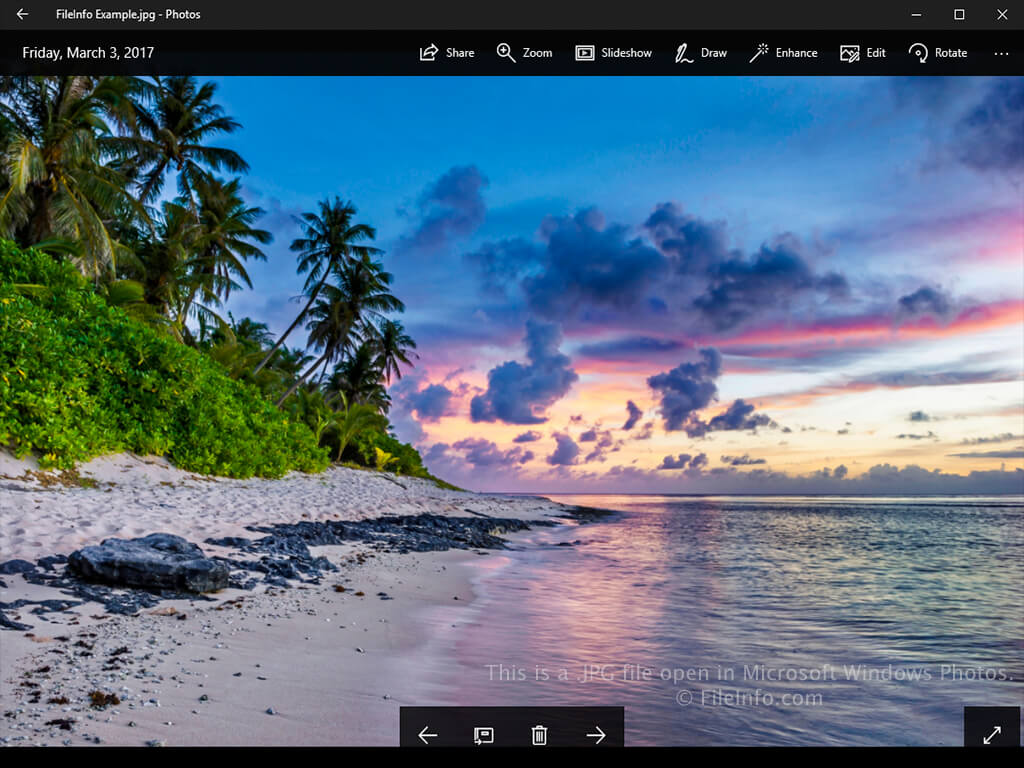 FileInfo Example.jpg - Photos
Friday, March 3, 2017
Share Zoom Slideshow Draw Enhance Edit Rotate ···
This is a .JPG file open in Microsoft Windows Photos.
© FileInfo.com